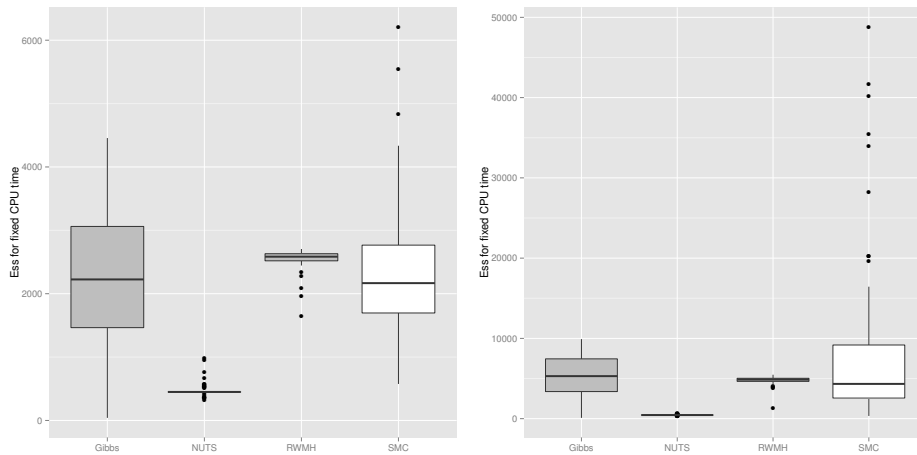 Ess for fixed CPU time
6000
4000
2000
0
Gibbs NUTS RWMH SMC
Ess for fixed CPU time
50000
40000
30000
20000
10000
0
Gibbs NUTS RWMH SMC